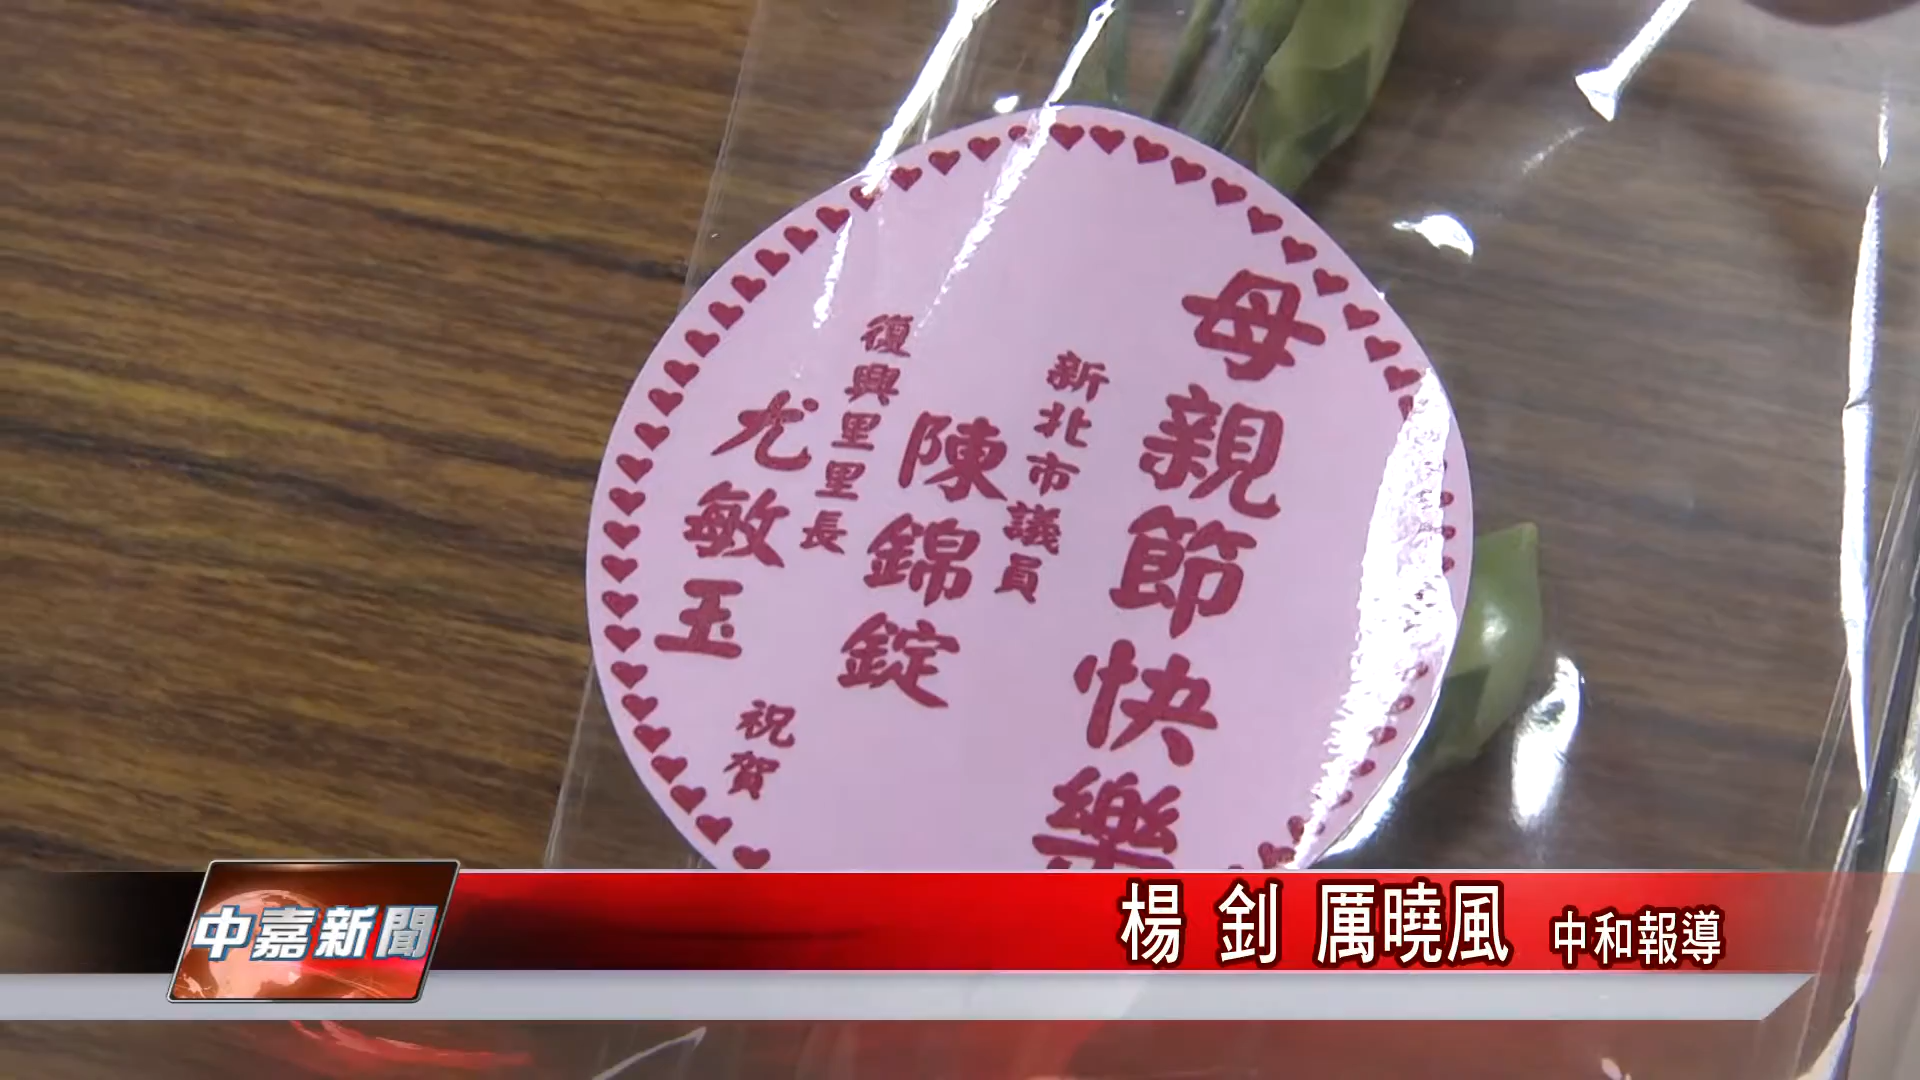 母親節快樂
新北市議員
陳錦錠
復興里里長
尤敏玉
祝賀
中嘉新聞
楊 釗 厲曉風 中和報導